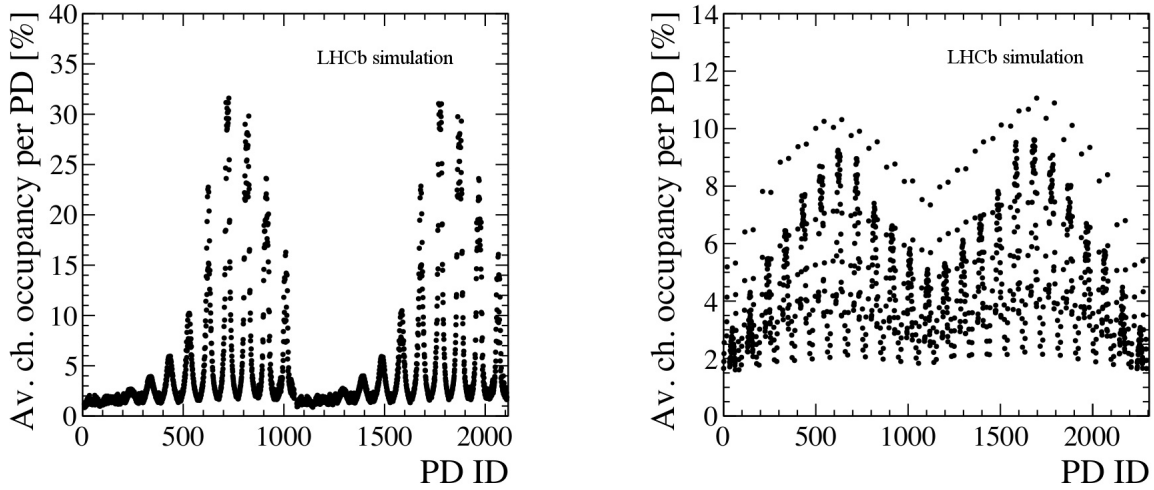 Av. ch. occupancy per PD [%]
40
35
30
25
20
15
10
5
0
LHCb simulation
0 500 1000 1500 2000
PD ID
Av. ch. occupancy per PD [%]
14
12
10
8
6
4
2
0
LHCb simulation
0 500 1000 1500 2000
PD ID